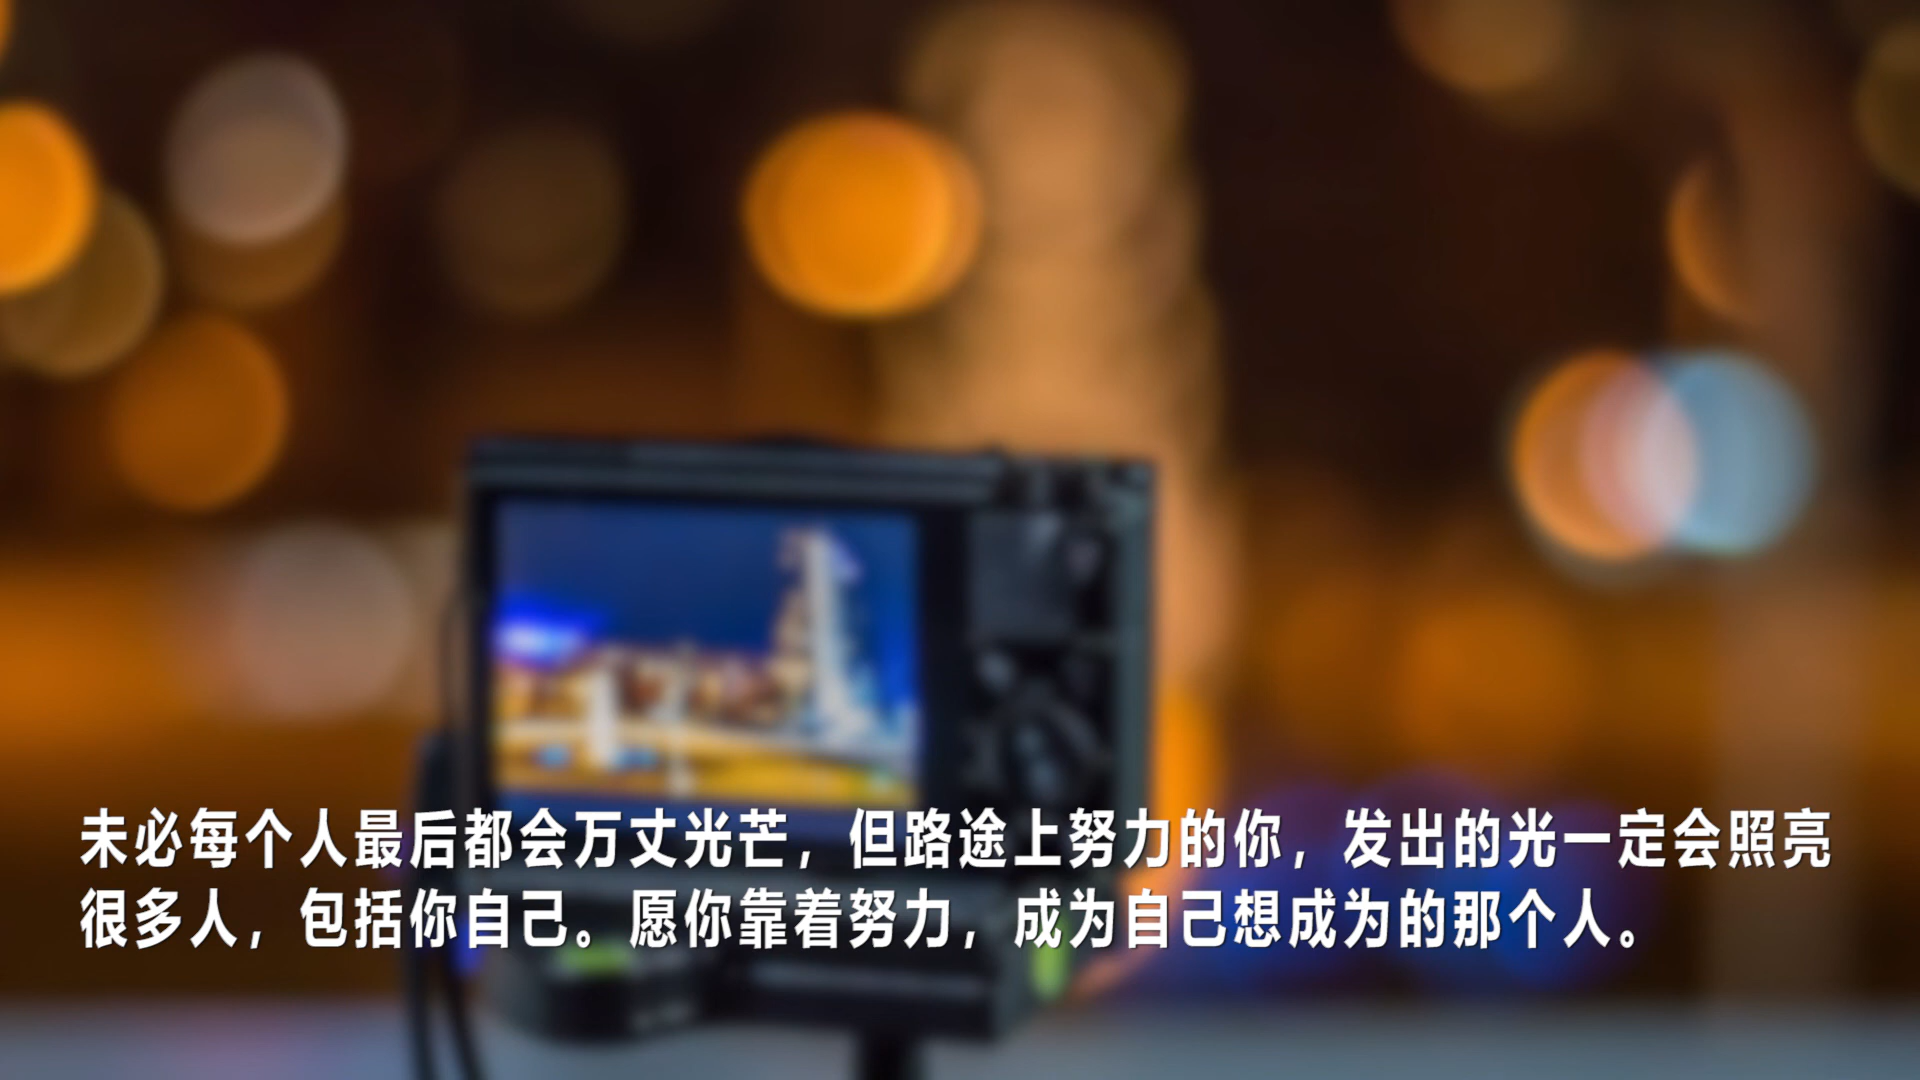 未必每个人最后都会万丈光芒，但路途上努力的你，发出的光一定会照亮
很多人，包括你自己。愿你靠着努力，成为自己想成为的那个人。